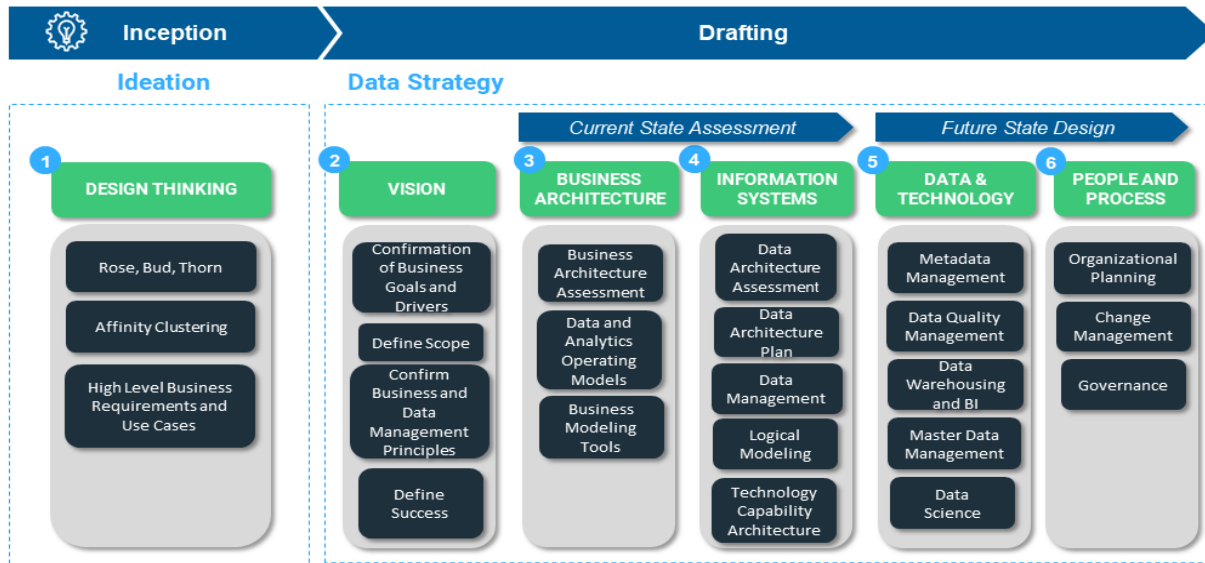 Inception
Drafting
Ideation
Data Strategy
Current State Assessment
Future State Design
1
DESIGN THINKING
Rose, Bud, Thorn
Affinity Clustering
High Level Business
Requirements and
Use Cases
2
VISION
Confirmation
of Business
Goals and
Drivers
Define Scope
Confirm
Business and
Data
Management
Principles
Define
Success
3
BUSINESS
ARCHITECTURE
Business
Architecture
Assessment
Data and
Analytics
Operating
Models
Business
Modeling
Tools
4
INFORMATION
SYSTEMS
Data
Architecture
Assessment
Data
Architecture
Plan
Data
Management
Logical
Modeling
Technology
Capability
Architecture
5
DATA &
TECHNOLOGY
Metadata
Management
Data Quality
Management
Data
Warehousing
and BI
Master Data
Management
Data
Science
6
PEOPLE AND
PROCESS
Organizational
Planning
Change
Management
Governance